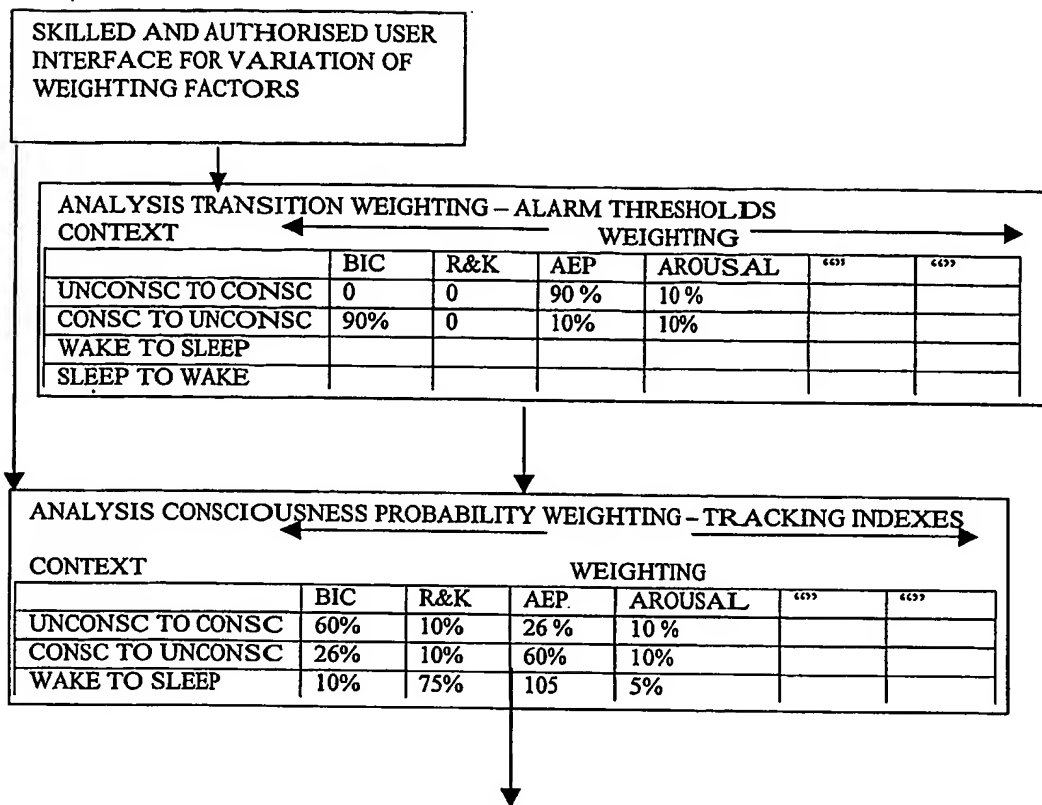 SKILLED AND AUTHORISED USER
INTERFACE FOR VARIATION OF
WEIGHTING FACTORS
ANALYSIS TRANSITION WEIGHTING – ALARM THRESHOLDS
CONTEXT WEIGHTING
BIC R&K AEP AROUSAL “” “”
UNCONSC TO CONSC 0 0 90 % 10 %
CONSC TO UNCONSC 90% 0 10% 10%
WAKE TO SLEEP
SLEEP TO WAKE
ANALYSIS CONSCIOUSNESS PROBABILITY WEIGHTING – TRACKING INDEXES
CONTEXT WEIGHTING
BIC R&K AEP. AROUSAL “” “”
UNCONSC TO CONSC 60% 10% 26 % 10 %
CONSC TO UNCONSC 26% 10% 60% 10%
WAKE TO SLEEP 10% 75% 105 5%